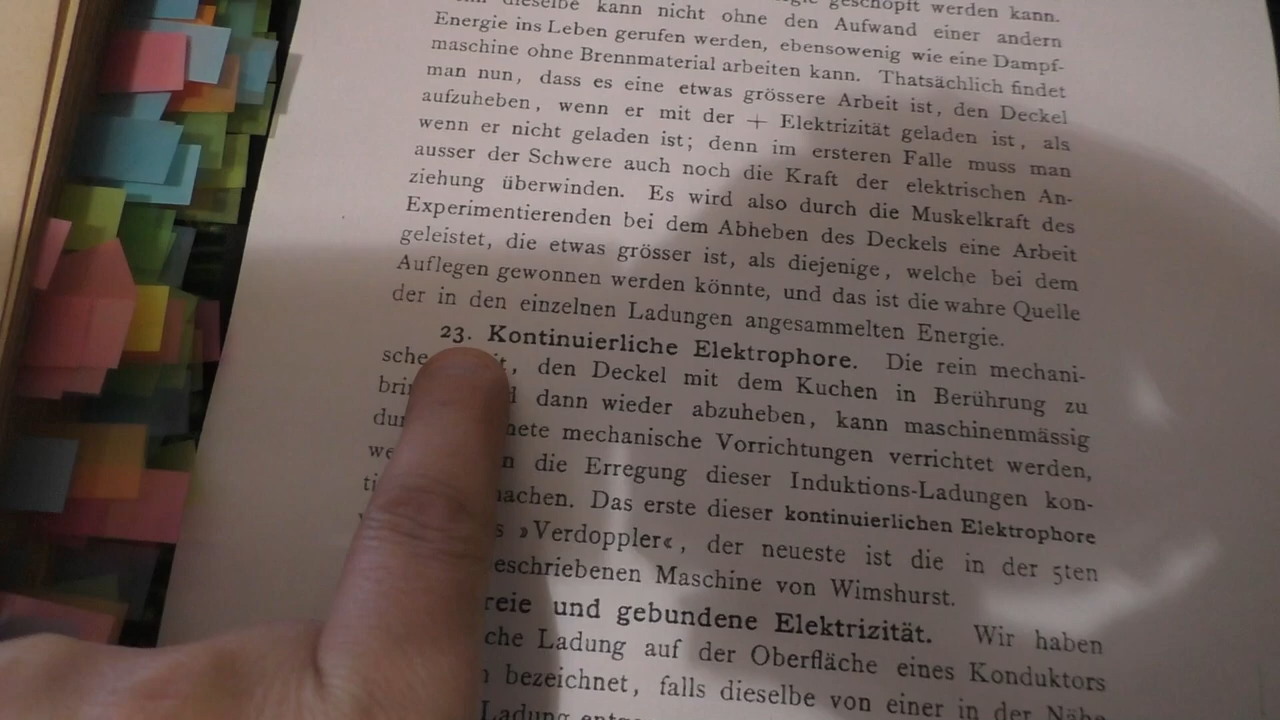 dieselbe kann nicht ohne den Aufwand einer andern
geschöpft werden kann.
Energie ins Leben gerufen werden, ebensowenig wie eine Dampf-
maschine ohne Brennmaterial arbeiten kann. Thatsächlich findet
man nun, dass es eine etwas grössere Arbeit ist, den Deckel
aufzuheben, wenn er mit der + Elektrizität geladen ist, als
wenn er nicht geladen ist; denn im ersteren Falle muss man
ausser der Schwere auch noch die Kraft der elektrischen An-
ziehung überwinden. Es wird also durch die Muskelkraft des
Experimentierenden bei dem Abheben des Deckels eine Arbeit
geleistet, die etwas grösser ist, als diejenige, welche bei dem
Auflegen gewonnen werden könnte, und das ist die wahre Quelle
der in den einzelnen Ladungen angesammelten Energie.
23. Kontinuierliche Elektrophore. Die rein mechani-
sche , den Deckel mit dem Kuchen in Berührung zu
dann wieder abzuheben, kann maschinenmässig
mechanische Vorrichtungen verrichtet werden,
die Erregung dieser Induktions-Ladungen kon-
Das erste dieser kontinuierlichen Elektrophore
»Verdoppler«, der neueste ist die in der 5ten
Maschine von Wimshurst.
und gebundene Elektrizität. Wir haben
Ladung auf der Oberfläche eines Konduktors
bezeichnet, falls dieselbe von einer in der Nähe
Ladung